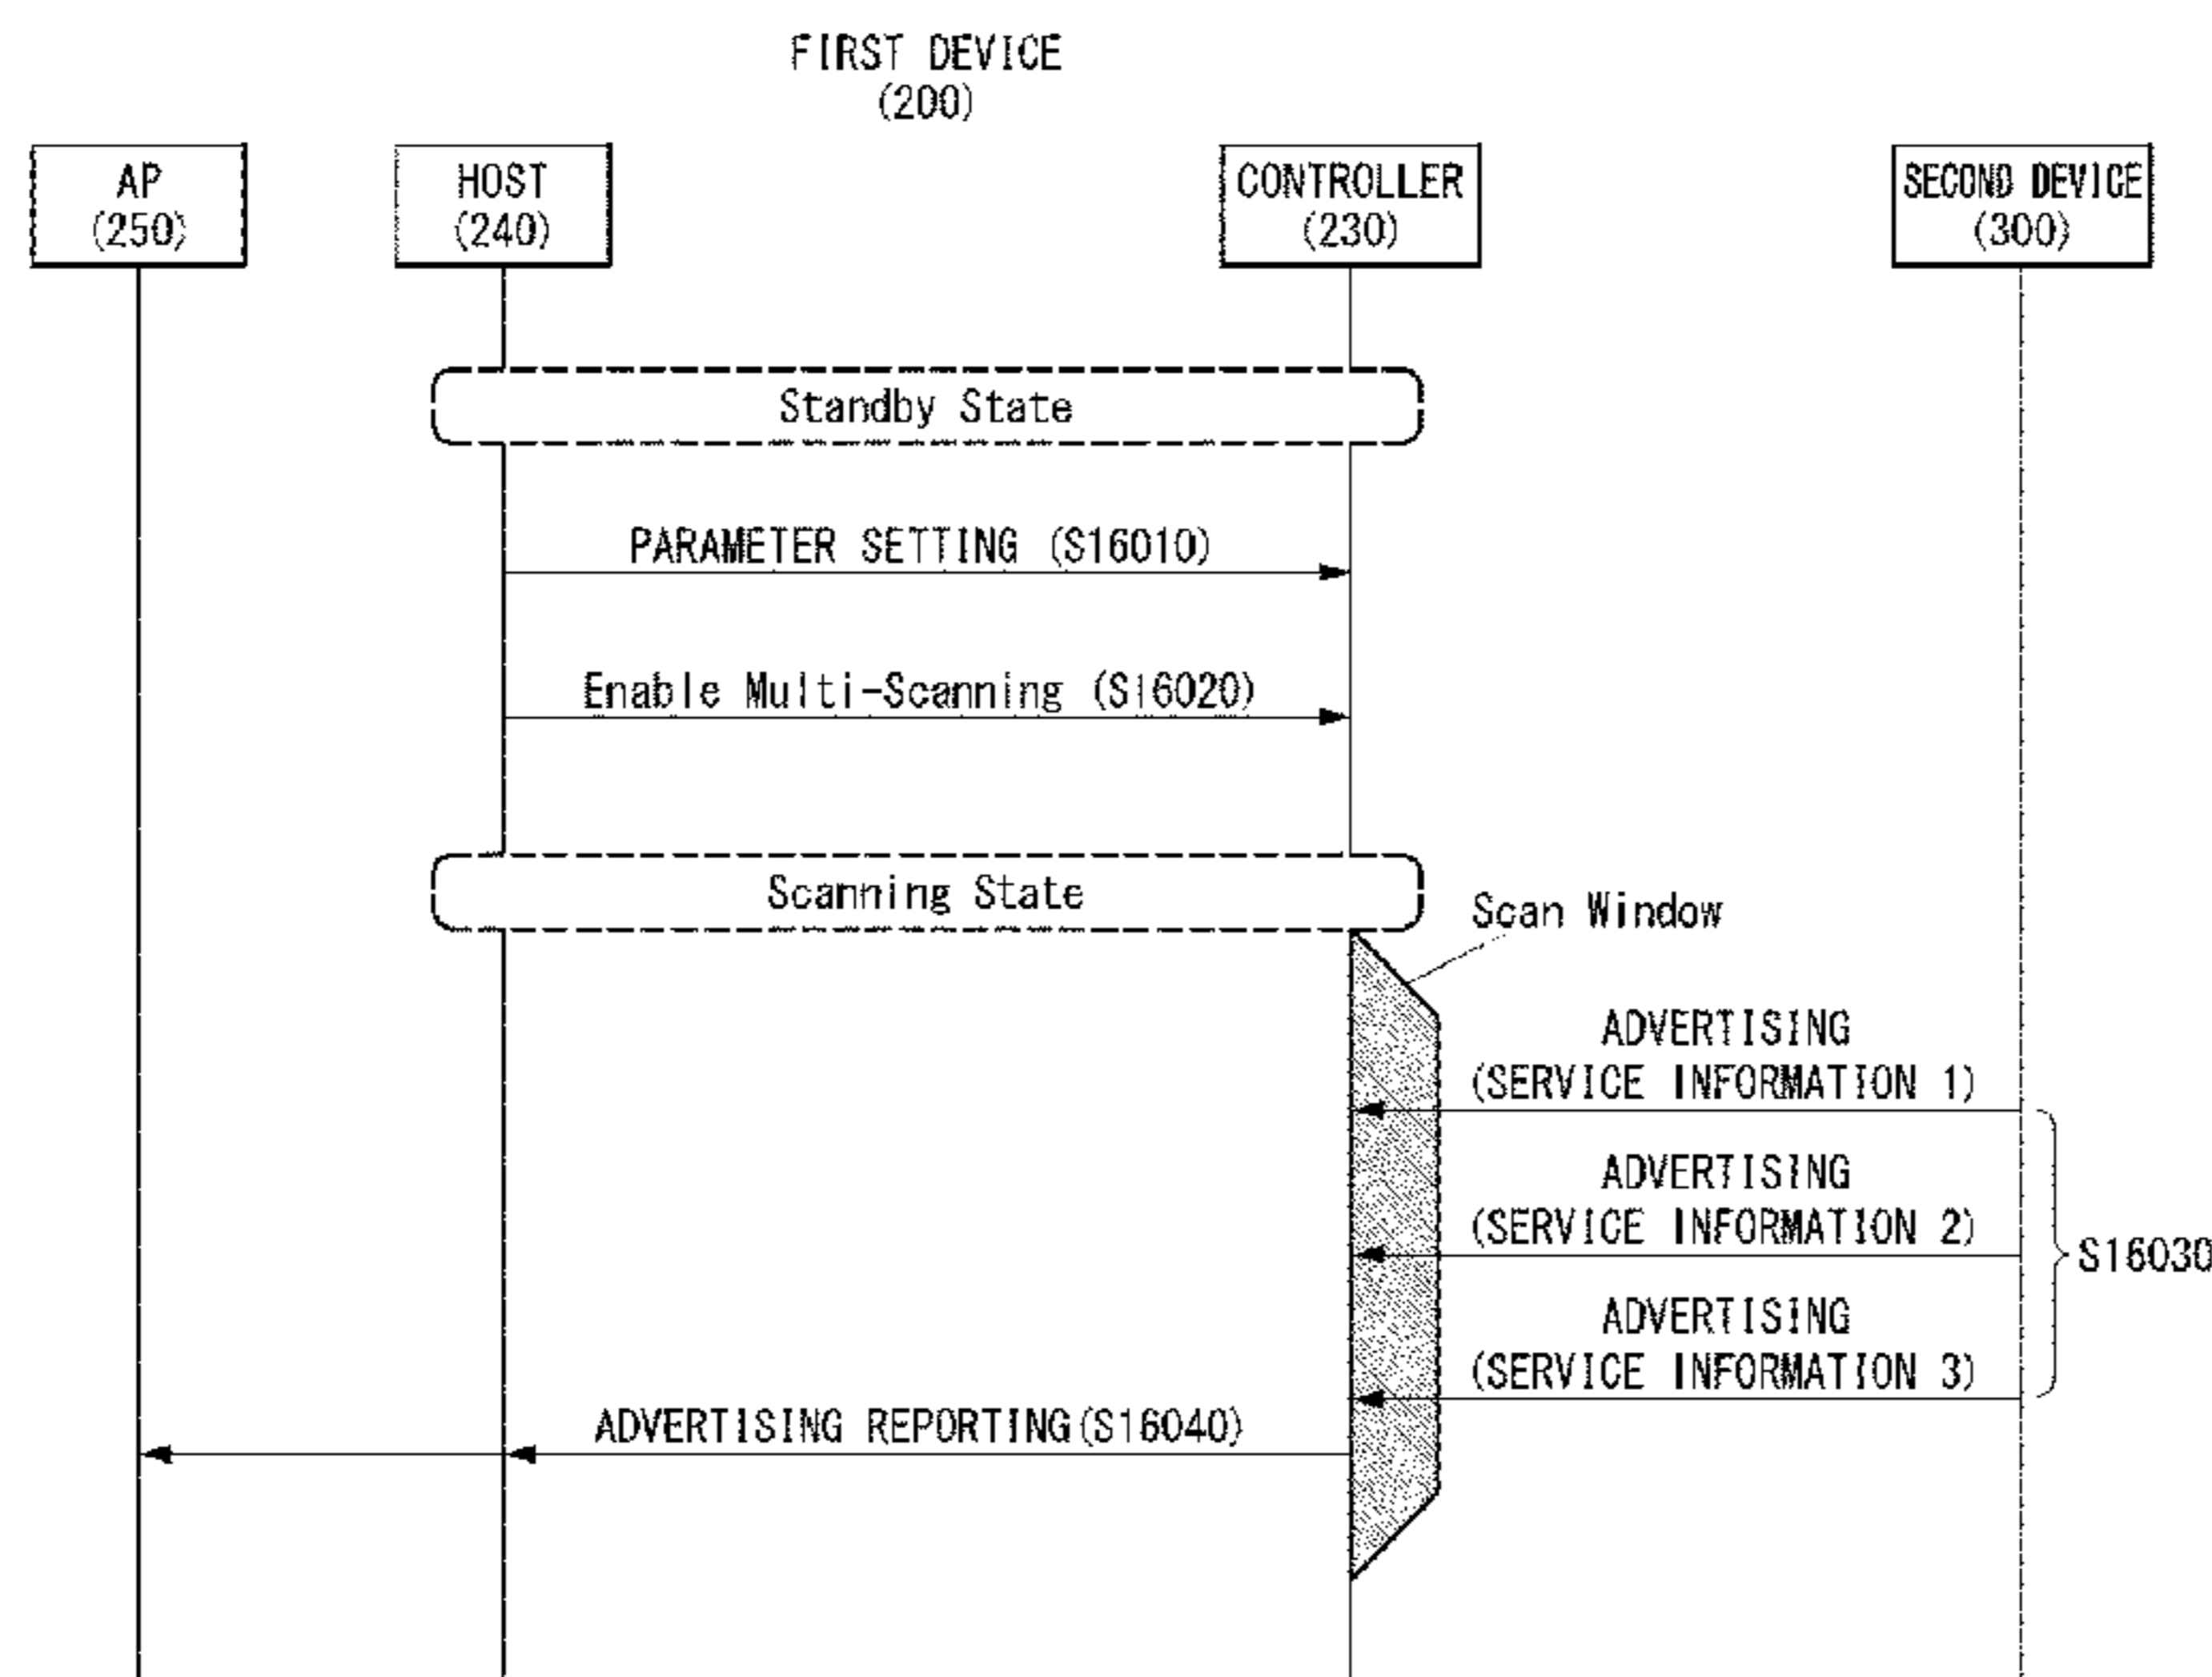 FIRST DEVICE
(200)
AP
(250)
HOST
(240)
CONTROLLER
(230)
SECOND DEVICE
(300)
Standby State
PARAMETER SETTING (S16010)
Enable Multi-Scanning (S16020)
Scanning State
Scan Window
ADVERTISING
(SERVICE INFORMATION 1)
ADVERTISING
(SERVICE INFORMATION 2)
S16030
ADVERTISING
(SERVICE INFORMATION 3)
ADVERTISING REPORTING(S16040)